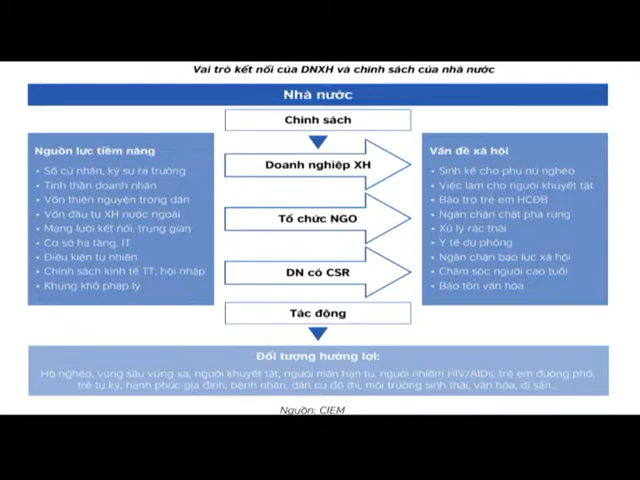 Vai trò kết nối của DNXH và chính sách của nhà nước
Nhà nước
Chính sách
Nguồn lực tiềm năng
Số cử nhân, kỹ sư ra trường
Tinh thần doanh nhân
Vốn thiện nguyện trong dân
Vốn đầu tư XH nước ngoài
Mạng lưới kết nối, trung gian
Cơ sở hạ tầng, IT
Điều kiện tự nhiên
Chính sách kinh tế TT, hội nhập
Khung khổ pháp lý
Doanh nghiệp XH
Tổ chức NGO
DN có CSR
Vấn đề xã hội
Sinh kế cho phụ nữ nghèo
Việc làm cho người khuyết tật
Bảo trợ trẻ em HCĐB
Ngăn chặn chặt phá rừng
Xử lý rác thải
Y tế dự phòng
Ngăn chặn bạo lực xã hội
Chăm sóc người cao tuổi
Bảo tồn văn hóa
Tác động
Đối tượng hưởng lợi:
Hộ nghèo, vùng sâu vùng xa, người khuyết tật, người mãn hạn tù, người nhiễm HIV/AIDs, trẻ em đường phố,
trẻ tự kỷ, hạnh phúc gia đình, bệnh nhân, dân cư đô thị, môi trường sinh thái, văn hóa, di sản...
Nguồn: CIEM